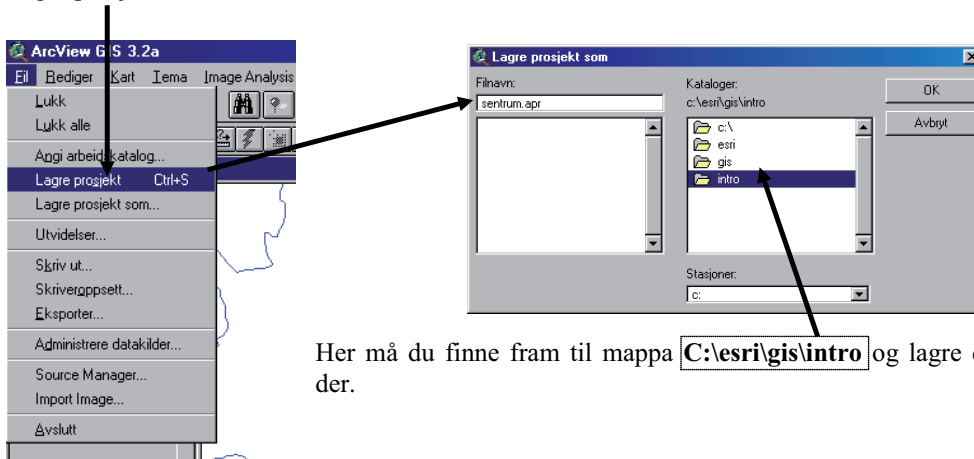 ArcView GIS 3.2a
Fil Rediger Kart Tema Image Analysis
Lukk
Lukk alle
Angi arbeidskatalog...
Lagre prosjekt Ctrl+S
Lagre prosjekt som...
Utvidelser...
Skriv ut...
Skriveroppsett...
Eksporter...
Administrere datakilder...
Source Manager...
Import Image...
Avslutt
Lagre prosjekt som
Filnavn:
sentrum.apr
Kataloger:
c:\esri\gis\intro
c:\
esri
gis
intro
Stasjoner:
c:
OK
Avbryt
Her må du finne fram til mappa C:\esri\gis\intro og lagre
der.